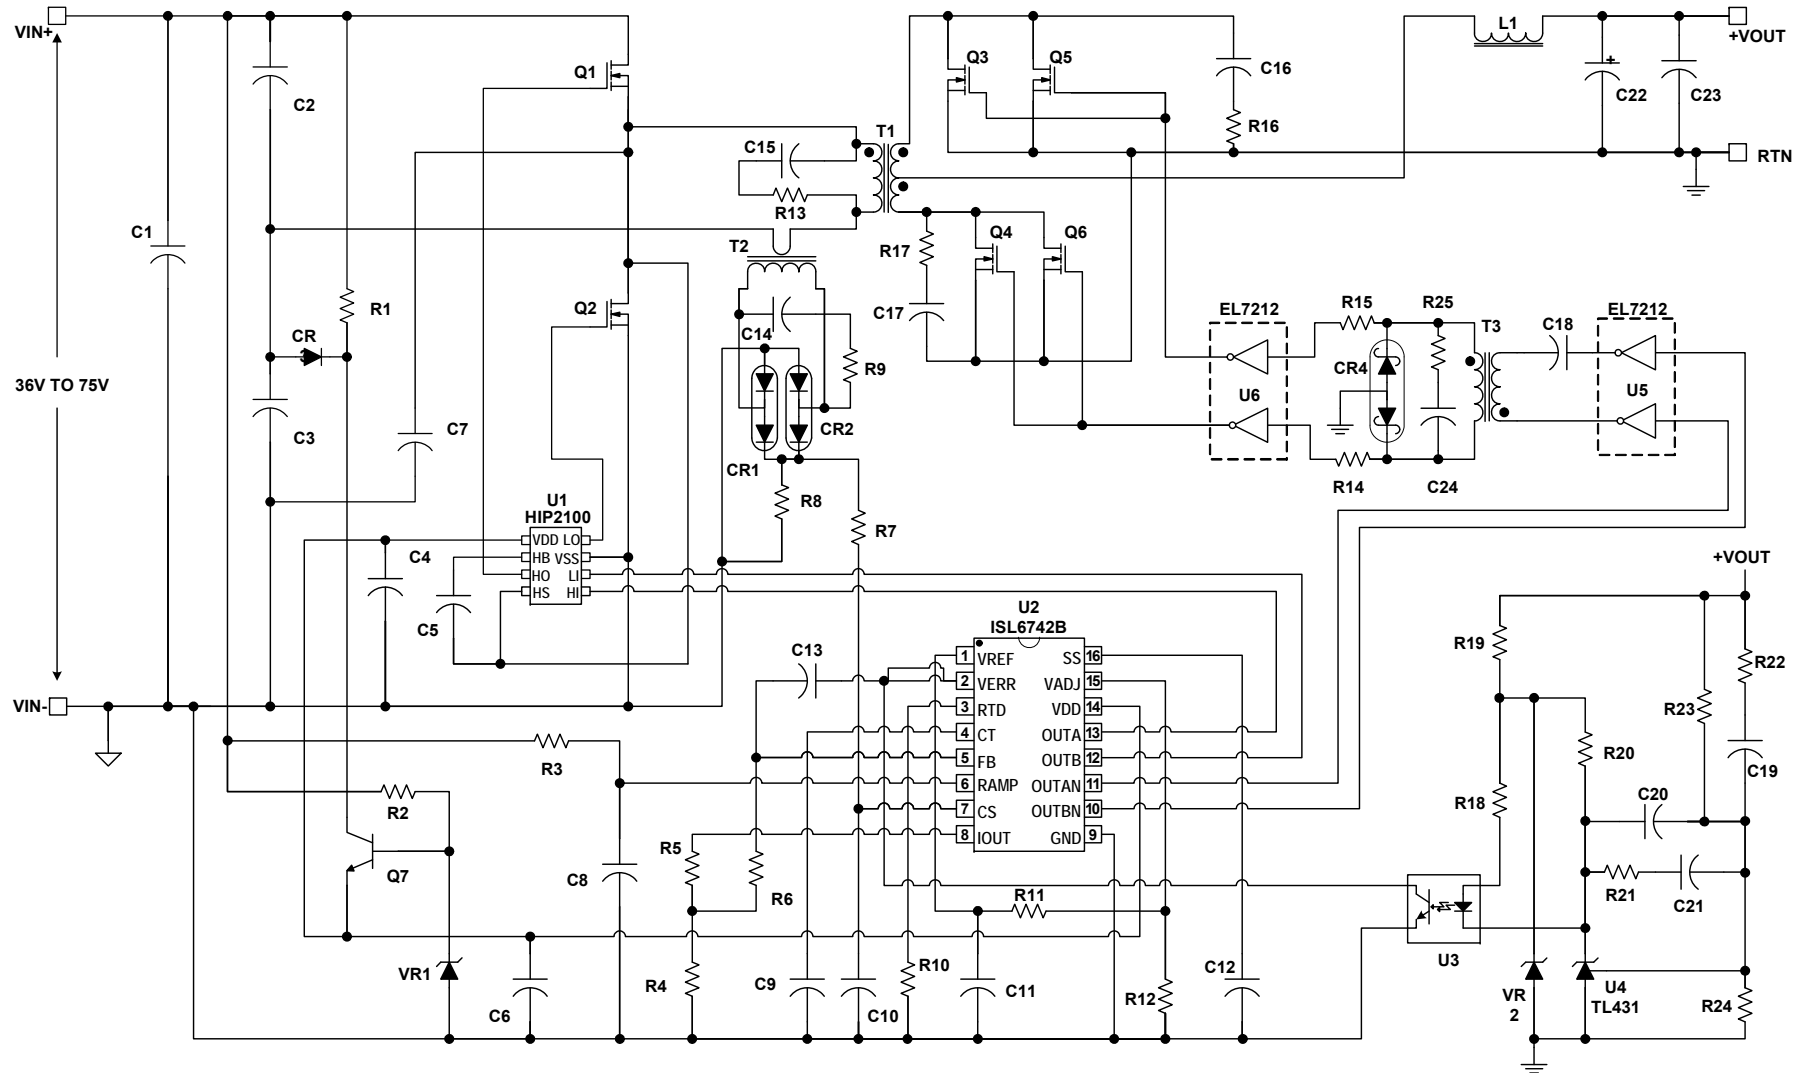 VIN+
Q1
Q3
Q5
L1
+VOUT
C2
C16
C22
C23
T1
R16
C15
RTN
R13
C1
T2
Q4
Q6
R17
R1
Q2
C17
EL7212
R15
R25
T3
C18
EL7212
CR
C14
R9
CR4
U5
36V TO 75V
U6
C3
C7
CR2
CR1
R14
C24
R8
U1
HIP2100
R7
VDD LO
HB VSS
HO LI
HS HI
C4
C5
+VOUT
U2
ISL6742B
R19
C13
1 VREF SS 16
R22
2 VERR VADJ 15
VIN-
3 RTD VDD 14
R23
4 CT OUTA 13
R3
5 FB OUTB 12
R20
C19
6 RAMP OUTAN 11
R2
7 CS OUTBN 10
R18
C20
8 IOUT GND 9
R5
Q7
C8
R6
R11
R21
C21
U3
VR1
R10
R4
C9
C11
C12
R12
C6
C10
VR
2
U4
TL431
R24